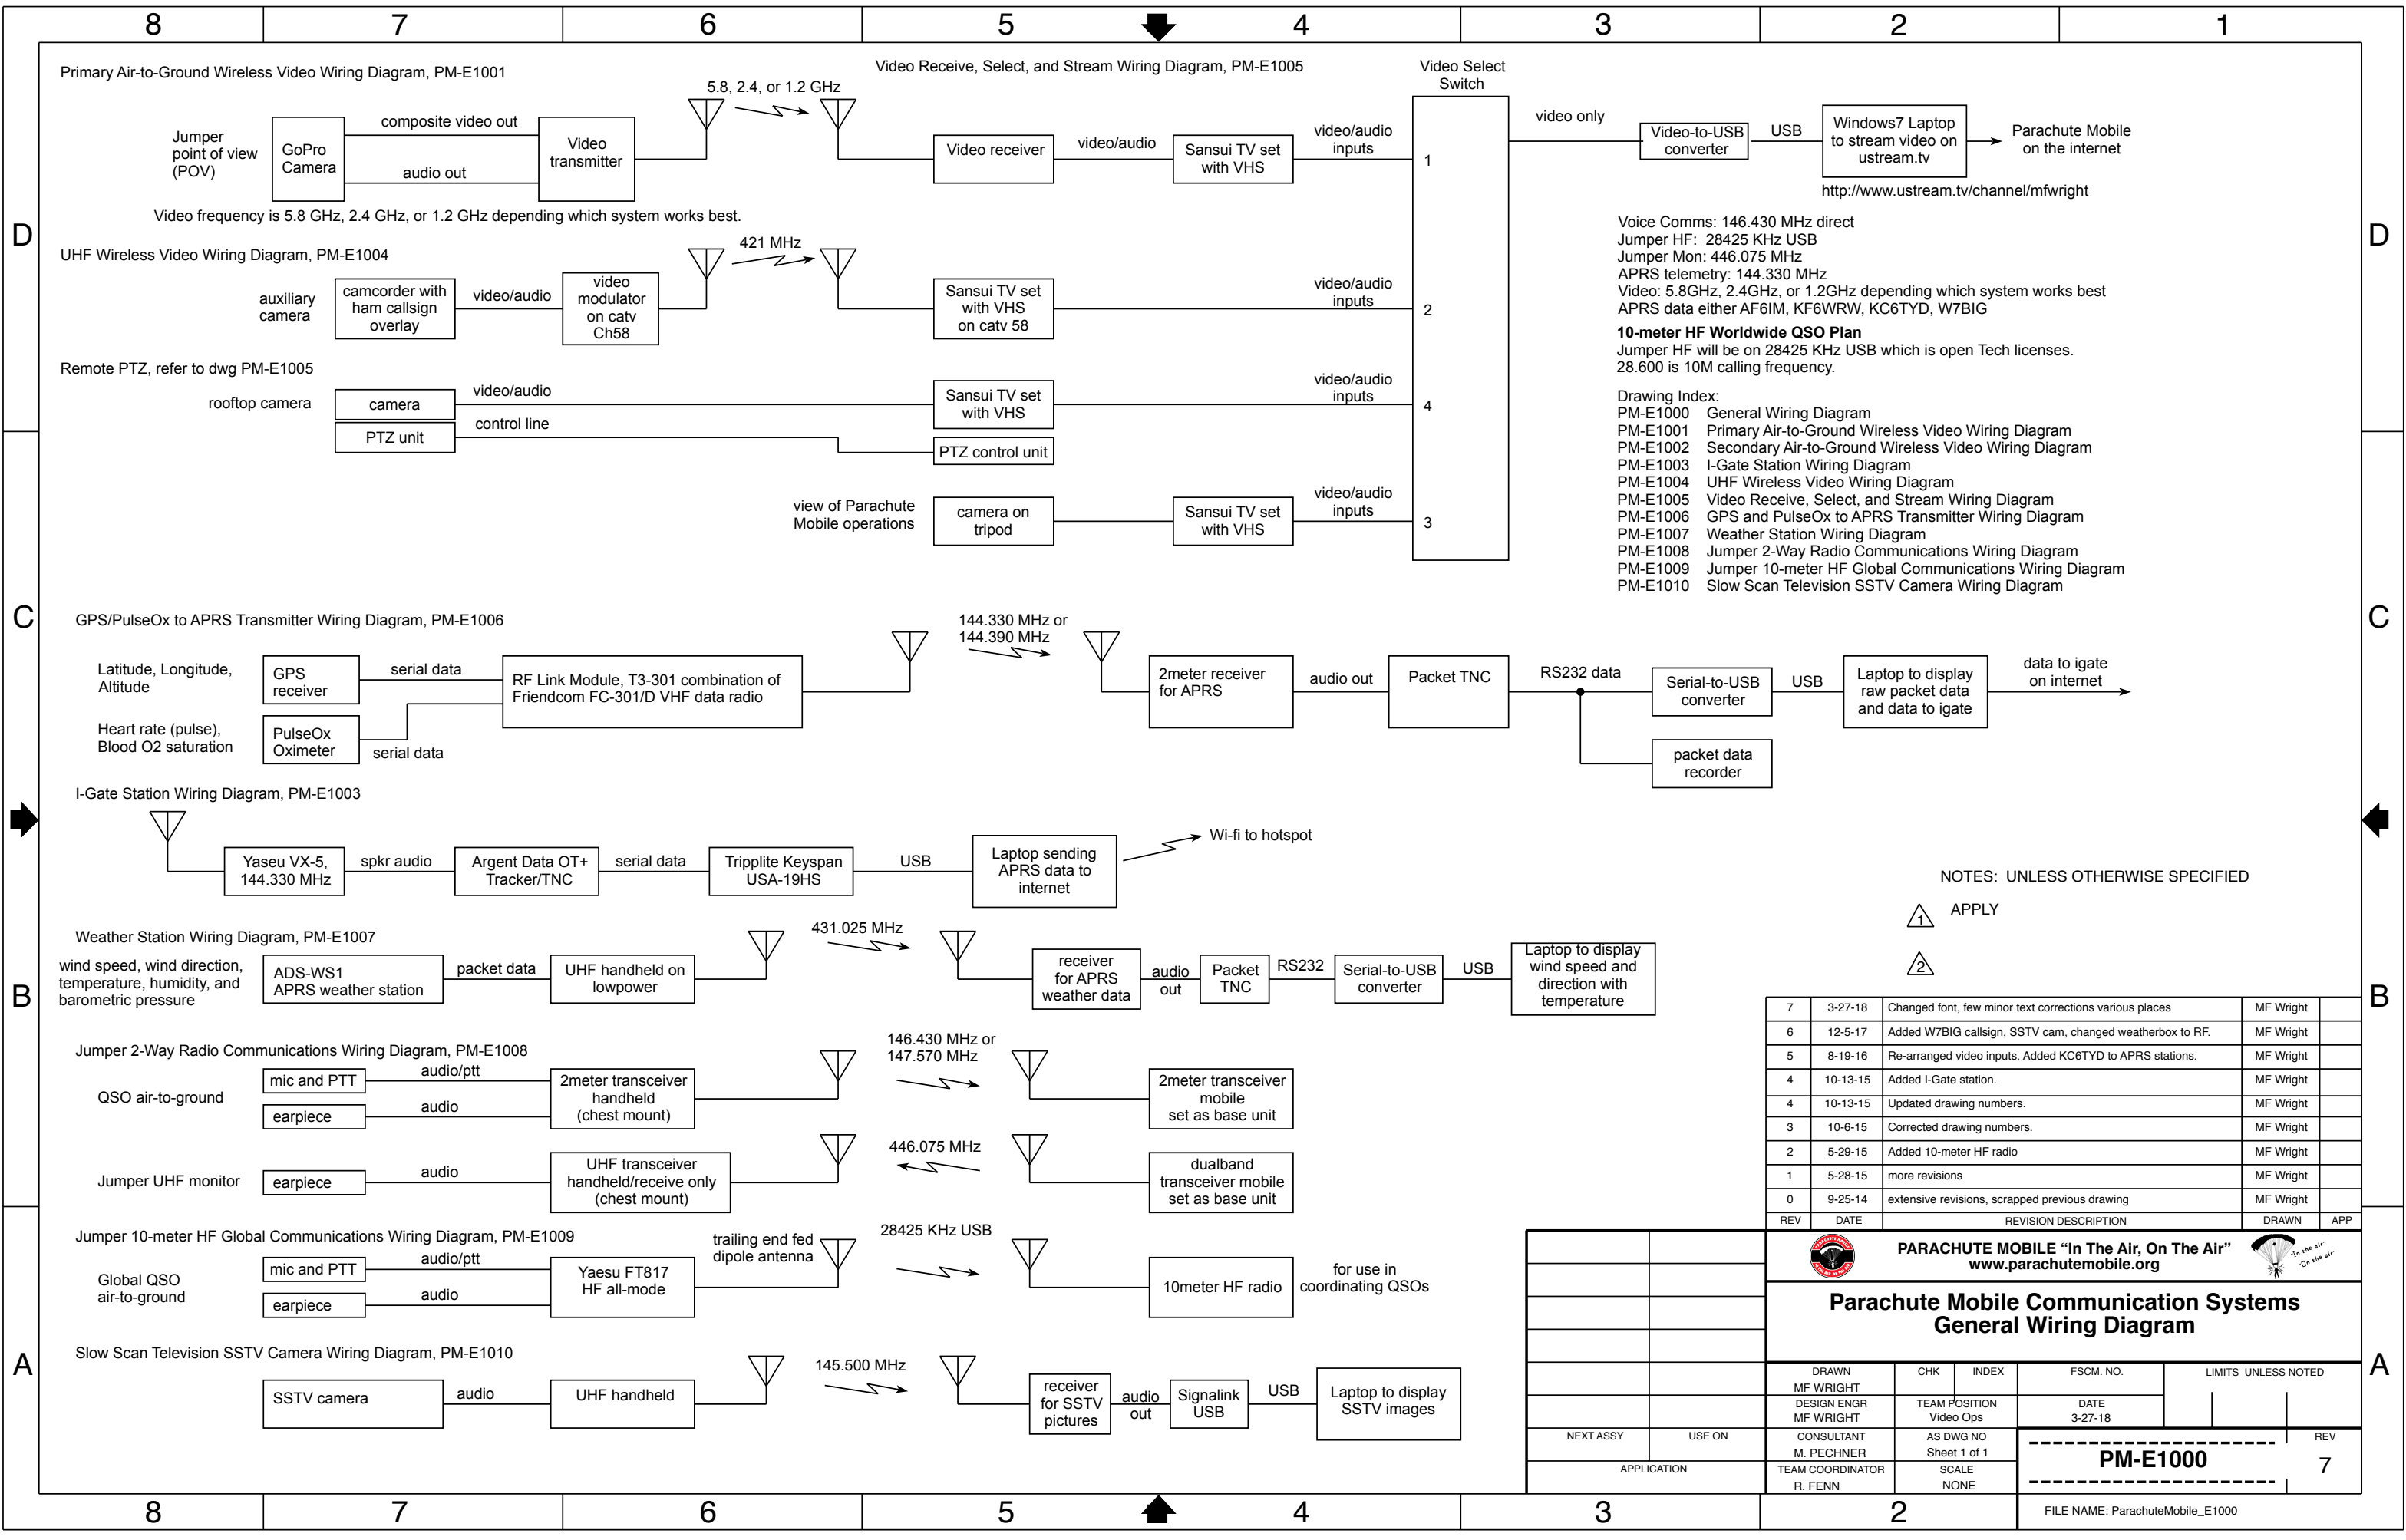 8 7 6 5 4 3 2 1
Primary Air-to-Ground Wireless Video Wiring Diagram, PM-E1001
Video Receive, Select, and Stream Wiring Diagram, PM-E1005
Video Select
Switch
5.8, 2.4, or 1.2 GHz
Jumper
point of view
(POV)
GoPro
Camera
composite video out
audio out
Video
transmitter
Video receiver
video/audio
Sansui TV set
with VHS
video/audio
inputs
1
video only
Video-to-USB
converter
USB
Windows7 Laptop
to stream video on
ustream.tv
Parachute Mobile
on the internet
http://www.ustream.tv/channel/mfwright
Video frequency is 5.8 GHz, 2.4 GHz, or 1.2 GHz depending which system works best.
D
D
UHF Wireless Video Wiring Diagram, PM-E1004
421 MHz
auxiliary
camera
camcorder with
ham callsign
overlay
video/audio
video
modulator
on catv
Ch58
Sansui TV set
with VHS
on catv 58
video/audio
inputs
2
Remote PTZ, refer to dwg PM-E1005
rooftop camera
camera
video/audio
PTZ unit
control line
Sansui TV set
with VHS
PTZ control unit
video/audio
inputs
4
view of Parachute
Mobile operations
camera on
tripod
Sansui TV set
with VHS
video/audio
inputs
3
Voice Comms: 146.430 MHz direct
Jumper HF: 28425 KHz USB
Jumper Mon: 446.075 MHz
APRS telemetry: 144.330 MHz
Video: 5.8GHz, 2.4GHz, or 1.2GHz depending which system works best
APRS data either AF6IM, KF6WRW, KC6TYD, W7BIG
10-meter HF Worldwide QSO Plan
Jumper HF will be on 28425 KHz USB which is open Tech licenses.
28.600 is 10M calling frequency.
Drawing Index:
PM-E1000 General Wiring Diagram
PM-E1001 Primary Air-to-Ground Wireless Video Wiring Diagram
PM-E1002 Secondary Air-to-Ground Wireless Video Wiring Diagram
PM-E1003 I-Gate Station Wiring Diagram
PM-E1004 UHF Wireless Video Wiring Diagram
PM-E1005 Video Receive, Select, and Stream Wiring Diagram
PM-E1006 GPS and PulseOx to APRS Transmitter Wiring Diagram
PM-E1007 Weather Station Wiring Diagram
PM-E1008 Jumper 2-Way Radio Communications Wiring Diagram
PM-E1009 Jumper 10-meter HF Global Communications Wiring Diagram
PM-E1010 Slow Scan Television SSTV Camera Wiring Diagram
C
C
GPS/PulseOx to APRS Transmitter Wiring Diagram, PM-E1006
144.330 MHz or
144.390 MHz
Latitude, Longitude,
Altitude
GPS
receiver
serial data
Heart rate (pulse),
Blood O2 saturation
PulseOx
Oximeter
serial data
RF Link Module, T3-301 combination of
Friendcom FC-301/D VHF data radio
2meter receiver
for APRS
audio out
Packet TNC
RS232 data
Serial-to-USB
converter
USB
Laptop to display
raw packet data
and data to igate
data to igate
on internet
packet data
recorder
I-Gate Station Wiring Diagram, PM-E1003
Yaseu VX-5,
144.330 MHz
spkr audio
Argent Data OT+
Tracker/TNC
serial data
Tripplite Keyspan
USA-19HS
USB
Laptop sending
APRS data to
internet
Wi-fi to hotspot
NOTES: UNLESS OTHERWISE SPECIFIED
1 APPLY
2
B
B
Weather Station Wiring Diagram, PM-E1007
431.025 MHz
wind speed, wind direction,
temperature, humidity, and
barometric pressure
ADS-WS1
APRS weather station
packet data
UHF handheld on
lowpower
receiver
for APRS
weather data
audio
out
Packet
TNC
RS232
Serial-to-USB
converter
USB
Laptop to display
wind speed and
direction with
temperature
Jumper 2-Way Radio Communications Wiring Diagram, PM-E1008
146.430 MHz or
147.570 MHz
QSO air-to-ground
mic and PTT
audio/ptt
earpiece
audio
2meter transceiver
handheld
(chest mount)
2meter transceiver
mobile
set as base unit
446.075 MHz
Jumper UHF monitor
earpiece
audio
UHF transceiver
handheld/receive only
(chest mount)
dualband
transceiver mobile
set as base unit
Jumper 10-meter HF Global Communications Wiring Diagram, PM-E1009
trailing end fed
dipole antenna
28425 KHz USB
Global QSO
air-to-ground
mic and PTT
audio/ptt
earpiece
audio
Yaesu FT817
HF all-mode
10meter HF radio
for use in
coordinating QSOs
A
A
Slow Scan Television SSTV Camera Wiring Diagram, PM-E1010
145.500 MHz
SSTV camera
audio
UHF handheld
receiver
for SSTV
pictures
audio
out
Signalink
USB
USB
Laptop to display
SSTV images
7 3-27-18 Changed font, few minor text corrections various places MF Wright
6 12-5-17 Added W7BIG callsign, SSTV cam, changed weatherbox to RF. MF Wright
5 8-19-16 Re-arranged video inputs. Added KC6TYD to APRS stations. MF Wright
4 10-13-15 Added I-Gate station. MF Wright
4 10-13-15 Updated drawing numbers. MF Wright
3 10-6-15 Corrected drawing numbers. MF Wright
2 5-29-15 Added 10-meter HF radio MF Wright
1 5-28-15 more revisions MF Wright
0 9-25-14 extensive revisions, scrapped previous drawing MF Wright
REV DATE REVISION DESCRIPTION DRAWN APP
PARACHUTE MOBILE “In The Air, On The Air”
www.parachutemobile.org
"In the air-
On the air"
Parachute Mobile Communication Systems
General Wiring Diagram
DRAWN
MF WRIGHT
CHK INDEX
FSCM. NO.
LIMITS UNLESS NOTED
DESIGN ENGR
MF WRIGHT
TEAM POSITION
Video Ops
DATE
3-27-18
NEXT ASSY USE ON
APPLICATION
CONSULTANT
M. PECHNER
AS DWG NO
Sheet 1 of 1
TEAM COORDINATOR
R. FENN
SCALE
NONE
PM-E1000
REV
7
FILE NAME: ParachuteMobile_E1000
8 7 6 5 4 3 2